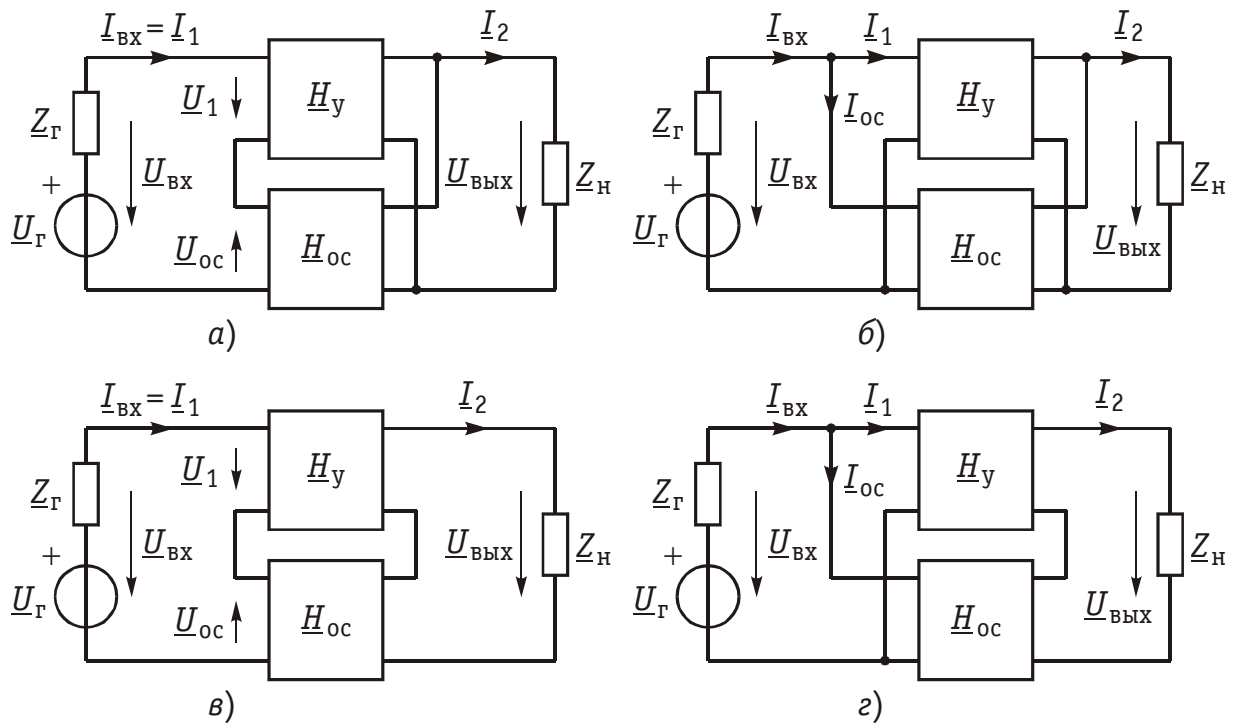 I вх = I 1
I 2
U 1
H у
Z г
U вх
U вых
Z н
+
U г
U ос
H ос
а)
I вх
I 1
I 2
I ос
H у
Z г
U вх
Z н
+
U г
H ос
U вых
б)
I вх = I 1
I 2
U 1
H у
Z г
U вх
U вых
Z н
+
U г
U ос
H ос
в)
I вх
I 1
I 2
I ос
H у
Z г
U вх
Z н
+
U г
H ос
U вых
г)